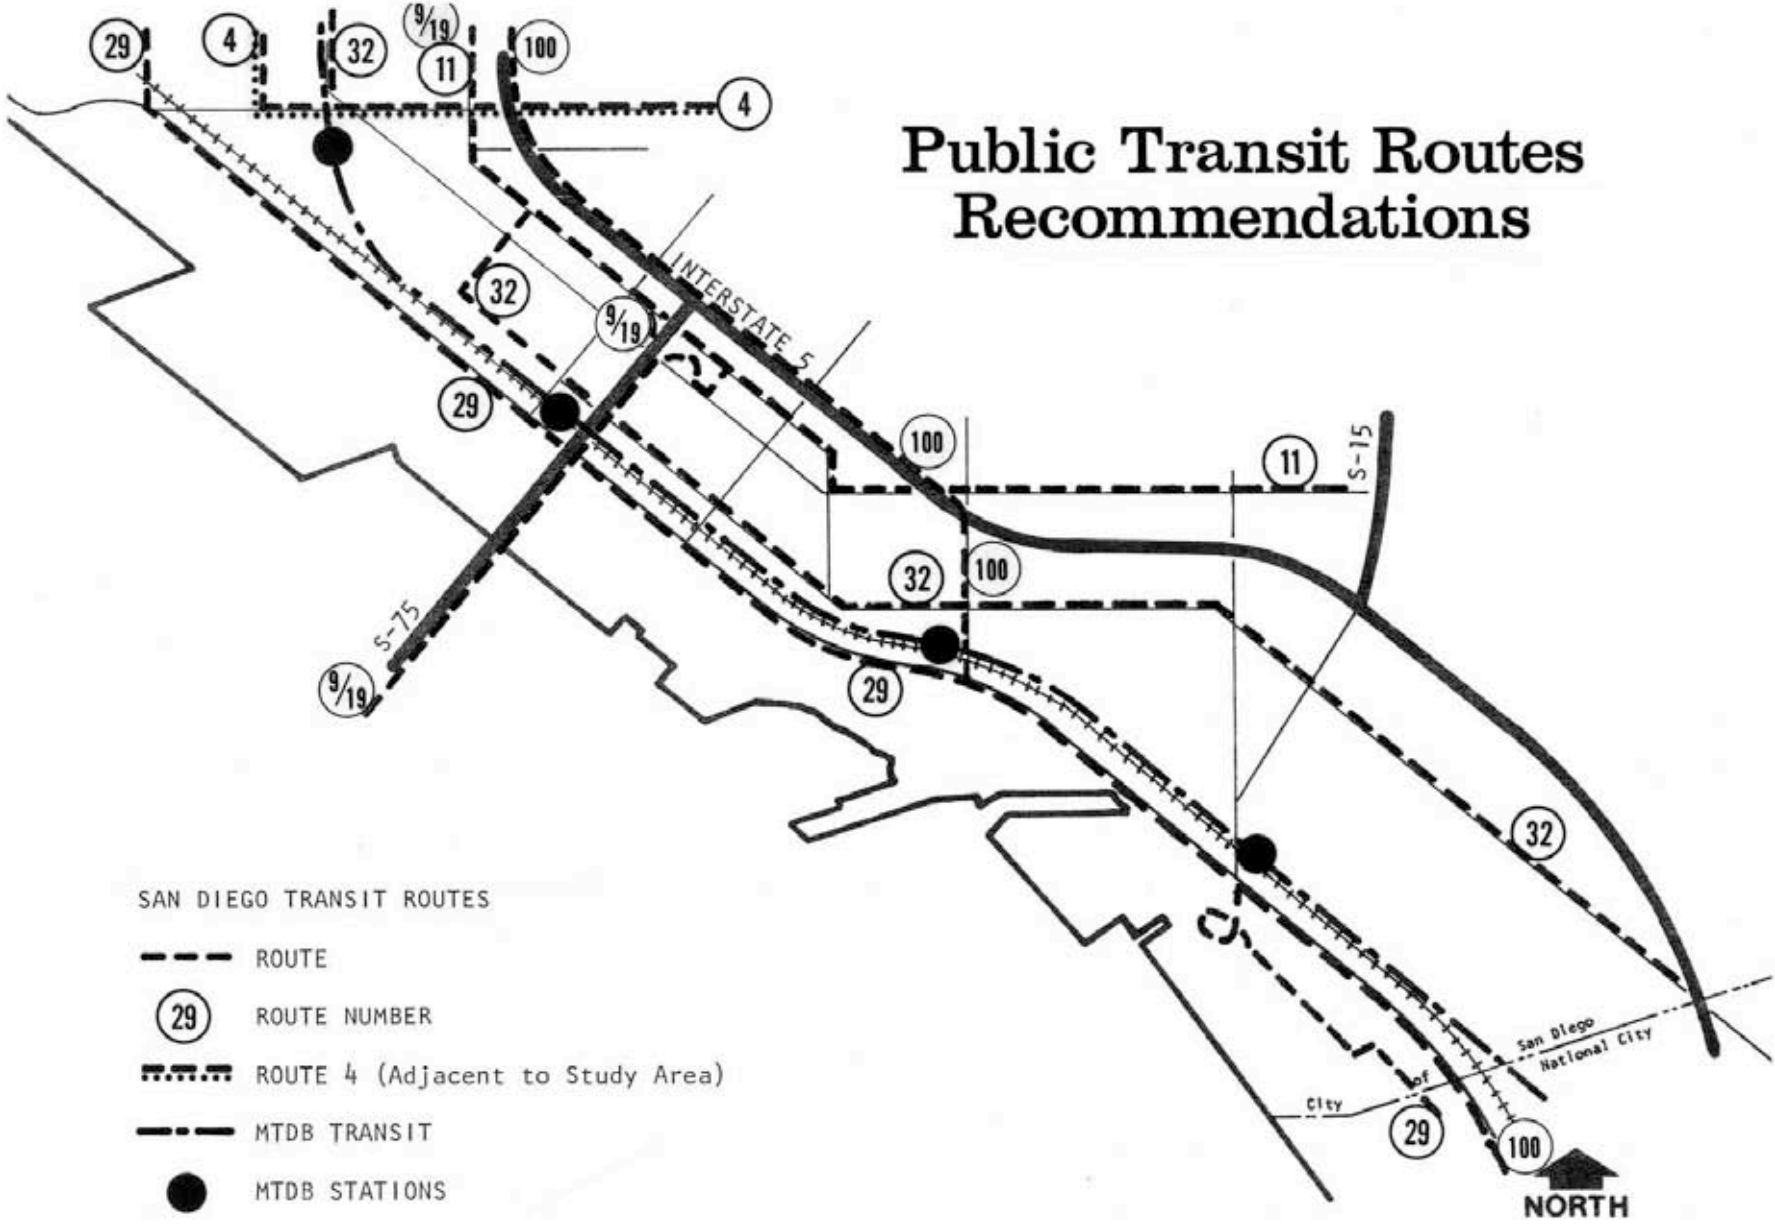 29
4
32
9/19
11
100
4
Public Transit Routes
Recommendations
INTERSTATE 5
32
9/19
29
100
11
S-15
32
100
S-75
9/19
29
32
SAN DIEGO TRANSIT ROUTES
ROUTE
29 ROUTE NUMBER
ROUTE 4 (Adjacent to Study Area)
MTDB TRANSIT
MTDB STATIONS
San Diego
National City
City of
29
100
NORTH